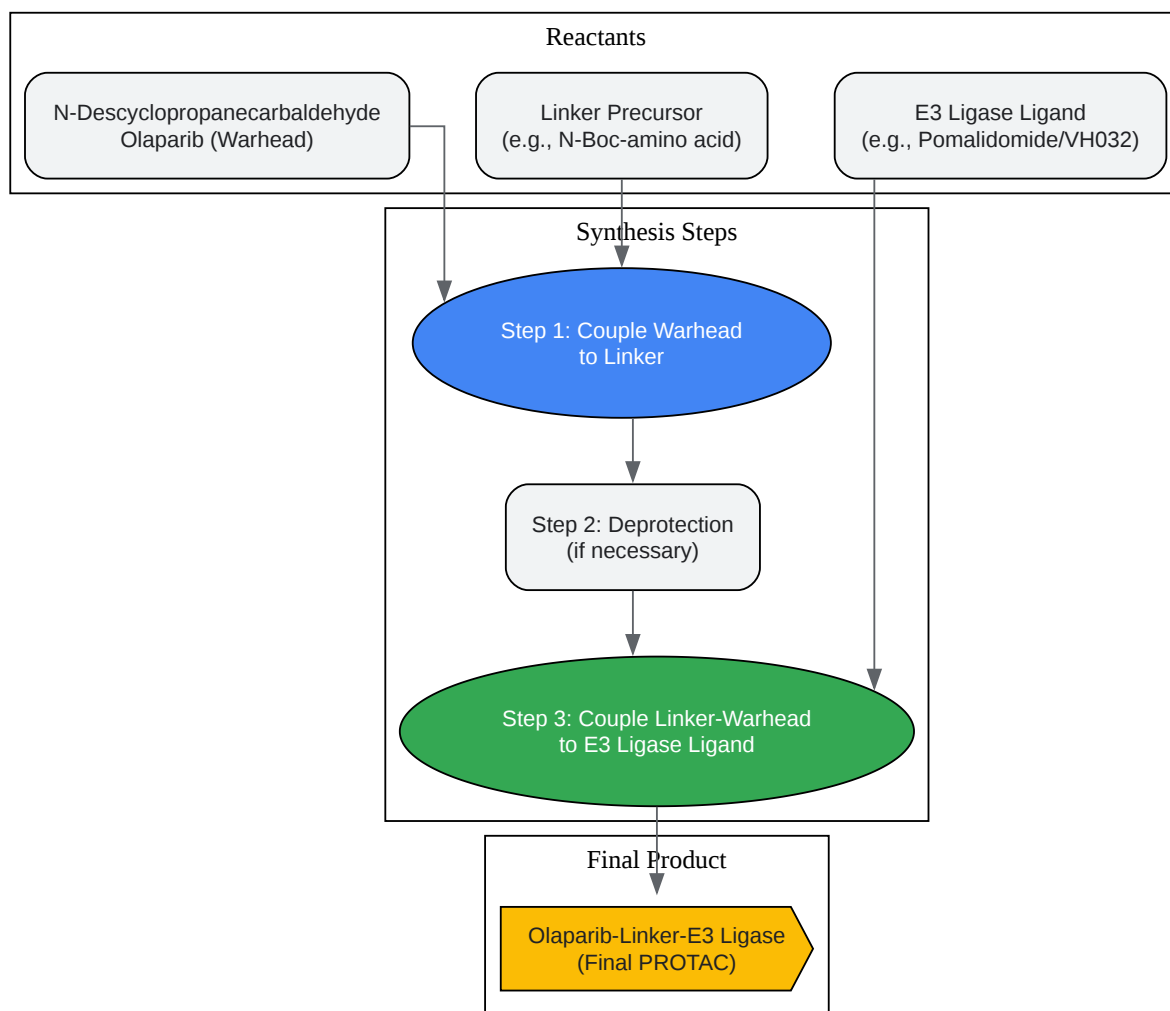 Reactants
N-Descyclopropanecarbaldehyde
Olaparib (Warhead)
Linker Precursor
(e.g., N-Boc-amino acid)
E3 Ligase Ligand
(e.g., Pomalidomide/VH032)
Synthesis Steps
Step 1: Couple Warhead
to Linker
Step 2: Deprotection
(if necessary)
Step 3: Couple Linker-Warhead
to E3 Ligase Ligand
Final Product
Olaparib-Linker-E3 Ligase
(Final PROTAC)